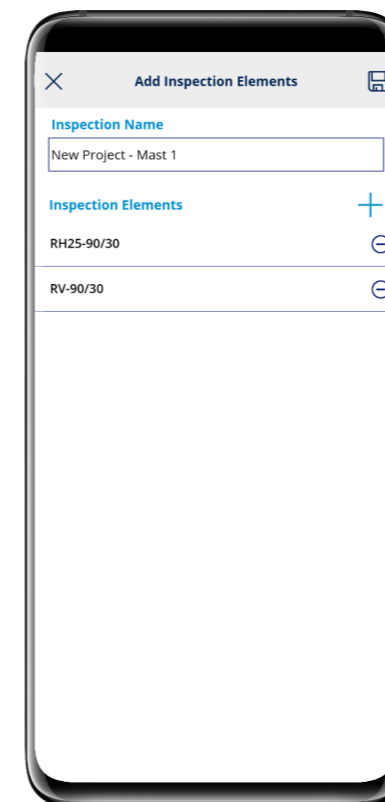 Add Inspection Elements
Inspection Name
New Project - Mast 1
Inspection Elements
RH25-90/30
RV-90/30